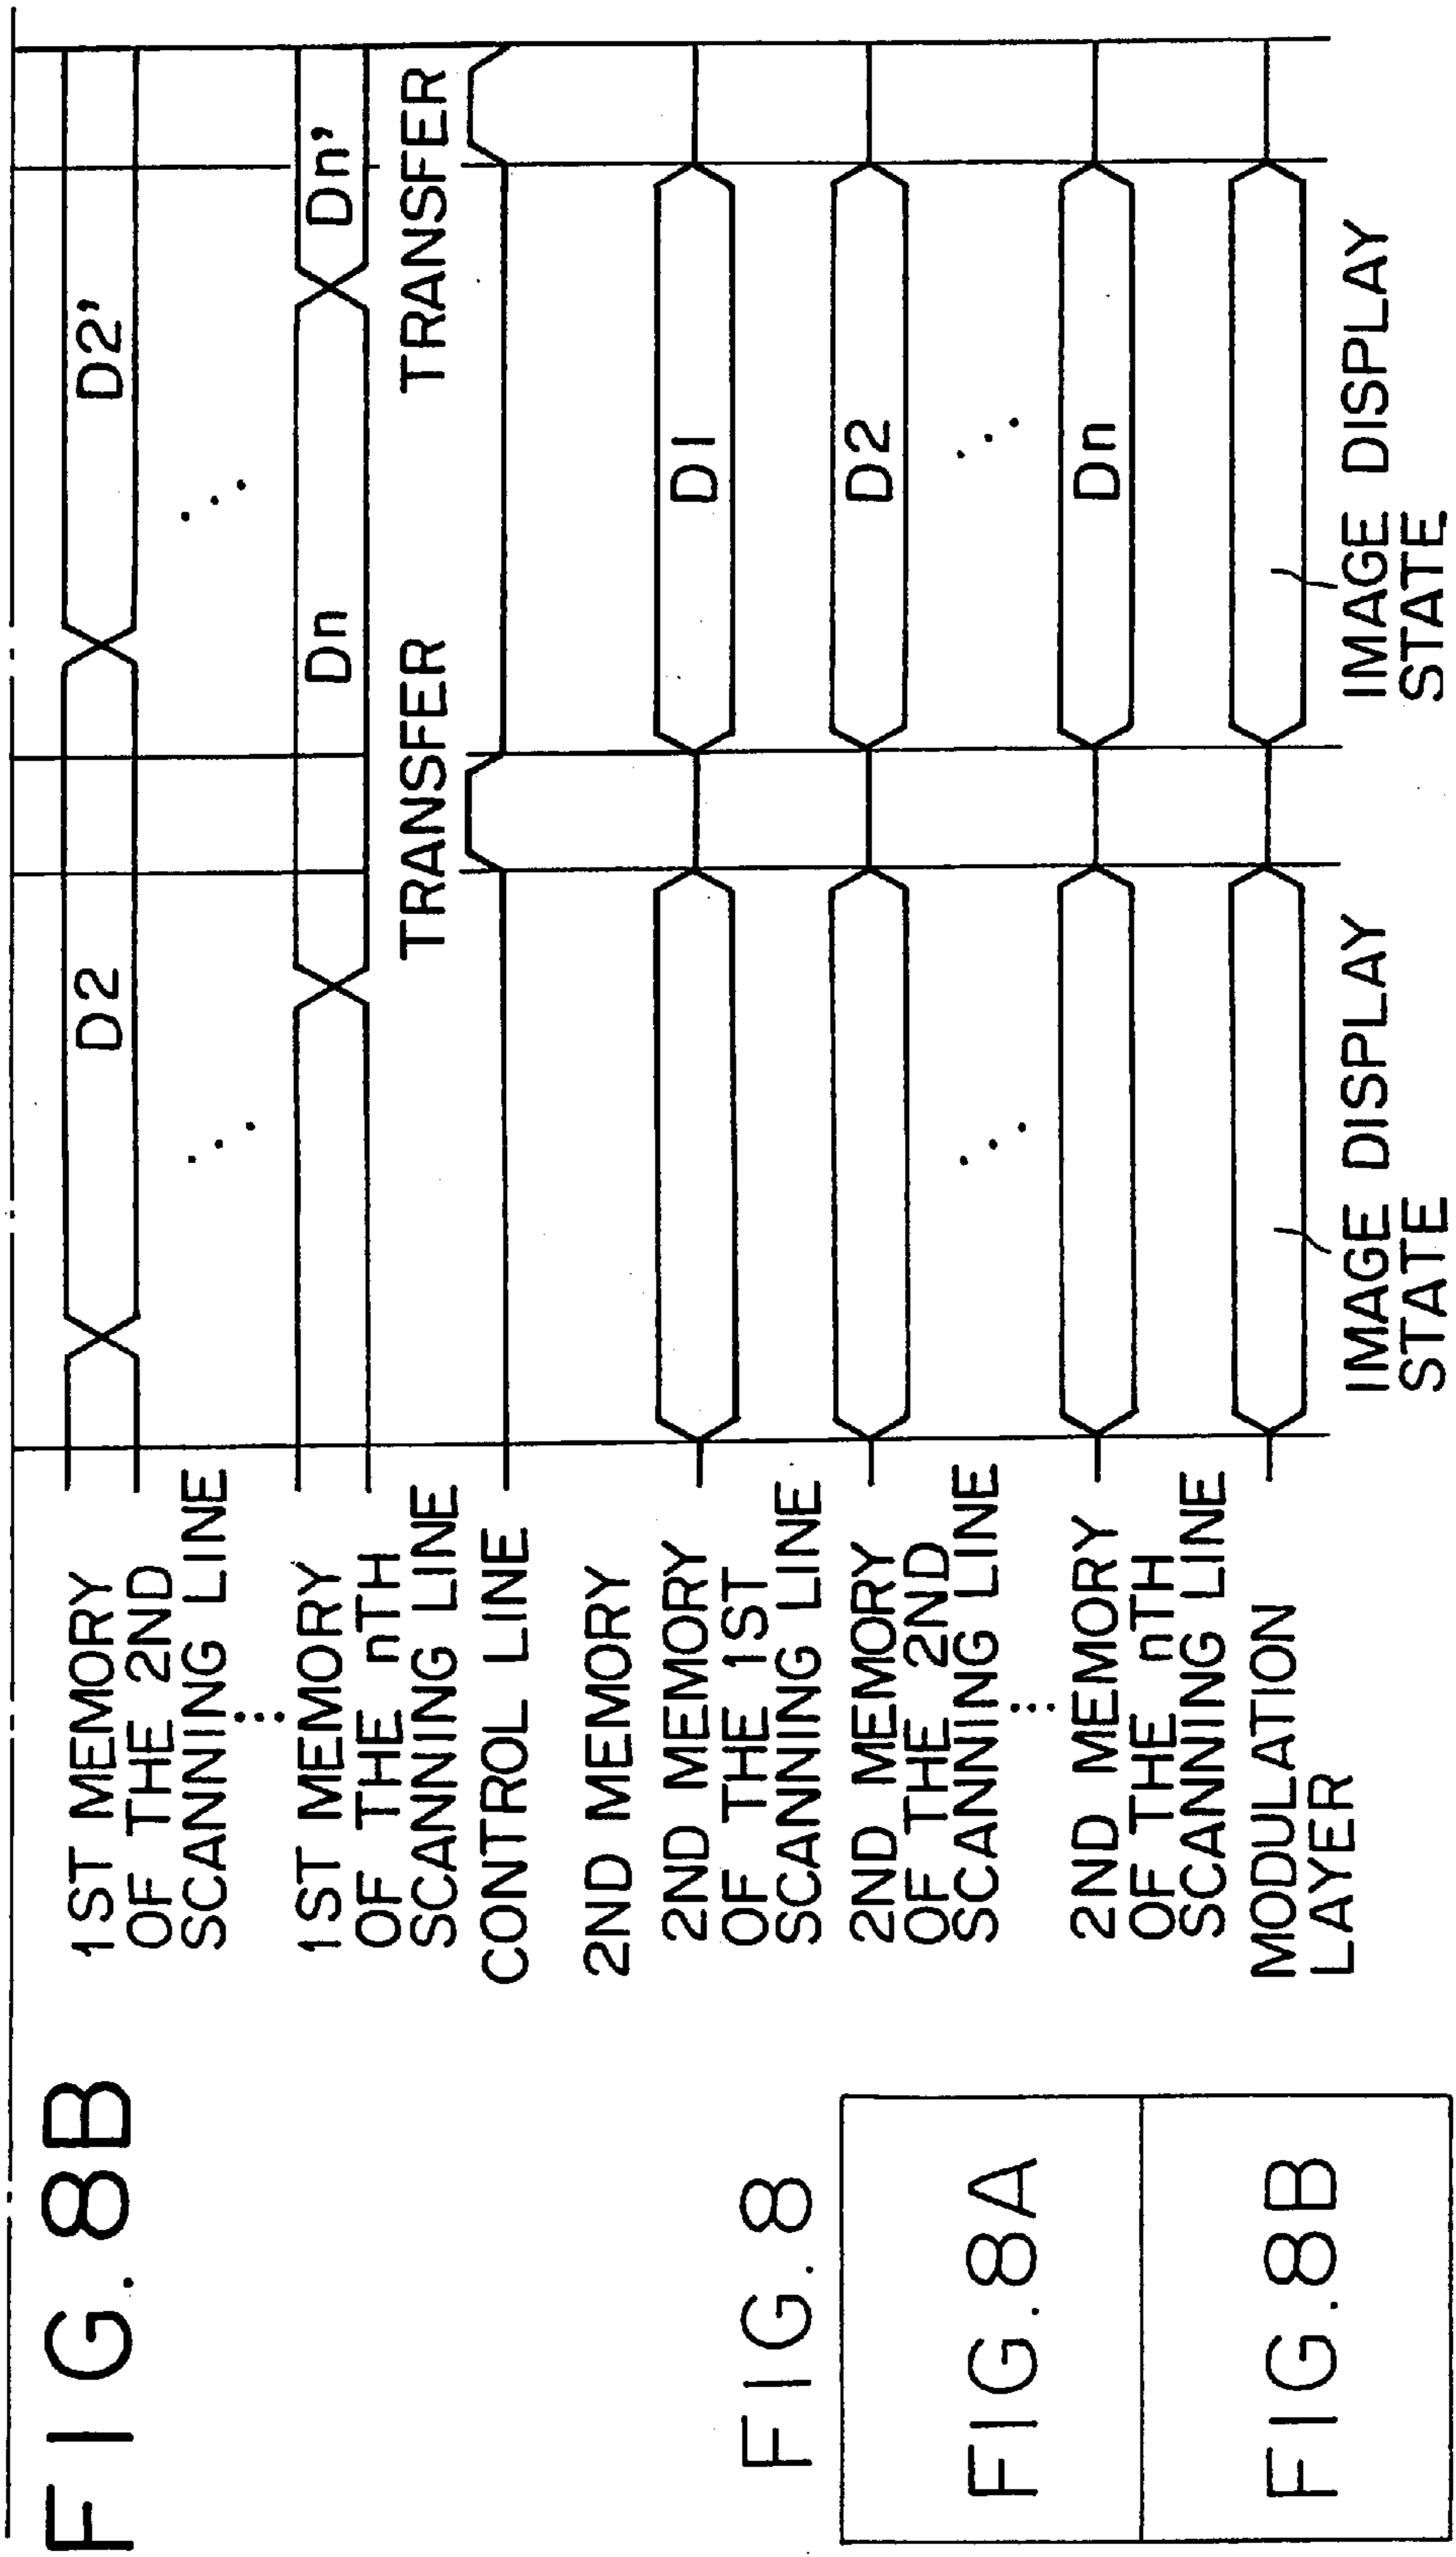 FIG. 8B
1ST MEMORY
OF THE 2ND
SCANNING LINE
D2
D2'
1ST MEMORY
OF THE nTH
SCANNING LINE
Dn
Dn'
TRANSFER
TRANSFER
CONTROL LINE
2ND MEMORY
2ND MEMORY
OF THE 1ST
SCANNING LINE
D1
2ND MEMORY
OF THE 2ND
SCANNING LINE
D2
2ND MEMORY
OF THE nTH
SCANNING LINE
Dn
MODULATION
LAYER
IMAGE DISPLAY
STATE
IMAGE DISPLAY
STATE
FIG. 8
FIG. 8A
FIG. 8B